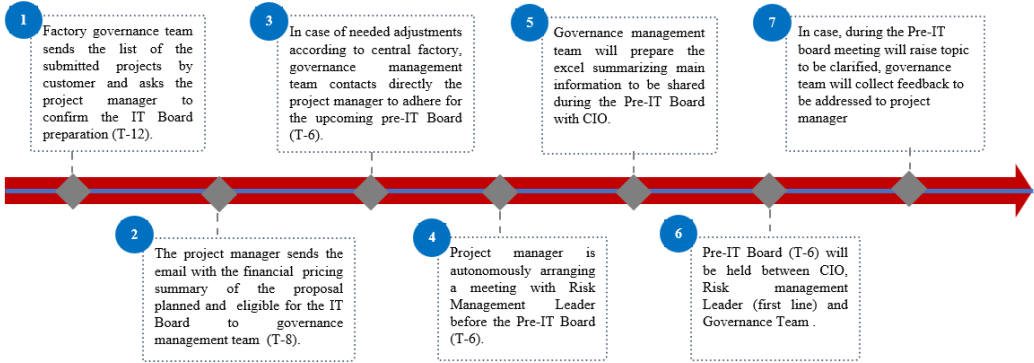 1
Factory governance team
sends the list of the
submitted projects by
customer and asks the
project manager to
confirm the IT Board
preparation (T-12).
2
The project manager sends the
email with the financial pricing
summary of the proposal
planned and eligible for the IT
Board to governance
management team (T-8).
3
In case of needed adjustments
according to central factory,
governance management
team contacts directly the
project manager to adhere for
the upcoming pre-IT Board
(T-6).
4
Project manager is
autonomously arranging
a meeting with Risk
Management Leader
before the Pre-IT Board
(T-6).
5
Governance management
team will prepare the
excel summarizing main
information to be shared
during the Pre-IT Board
with CIO.
6
Pre-IT Board (T-6) will
be held between CIO,
Risk management
Leader (first line) and
Governance Team .
7
In case, during the Pre-IT
board meeting will raise topic
to be clarified, governance
team will collect feedback to
be addressed to project
manager